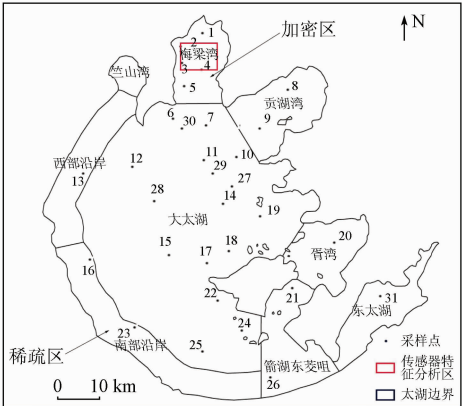 N
加密区
1
2
梅梁湾
3
4
5
竺山湾
8
贡湖湾
9
6
30
7
西部沿岸
13
12
11
10
29
27
28
14
大太湖
19
15
17
18
胥湾
20
16
22
21
东太湖
31
24
23
南部沿岸
25
稀疏区
箭湖东茭咀
26
0 10 km
采样点
传感器特
征分析区
太湖边界